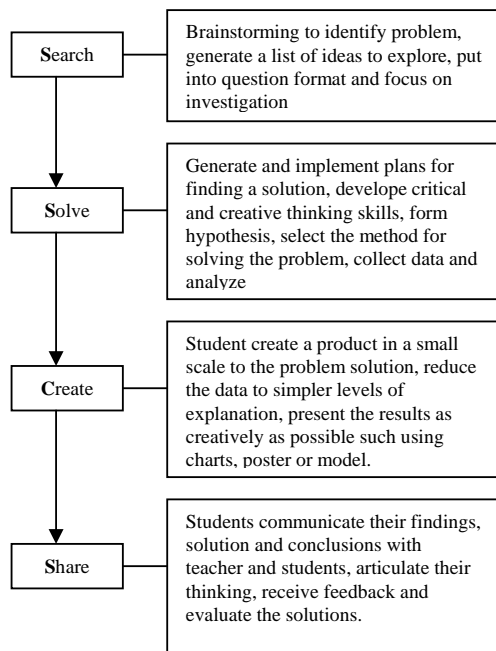 Search
Brainstorming to identify problem,
generate a list of ideas to explore, put
into question format and focus on
investigation
Solve
Generate and implement plans for
finding a solution, develope critical
and creative thinking skills, form
hypothesis, select the method for
solving the problem, collect data and
analyze
Create
Student create a product in a small
scale to the problem solution, reduce
the data to simpler levels of
explanation, present the results as
creatively as possible such using
charts, poster or model.
Share
Students communicate their findings,
solution and conclusions with
teacher and students, articulate their
thinking, receive feedback and
evaluate the solutions.